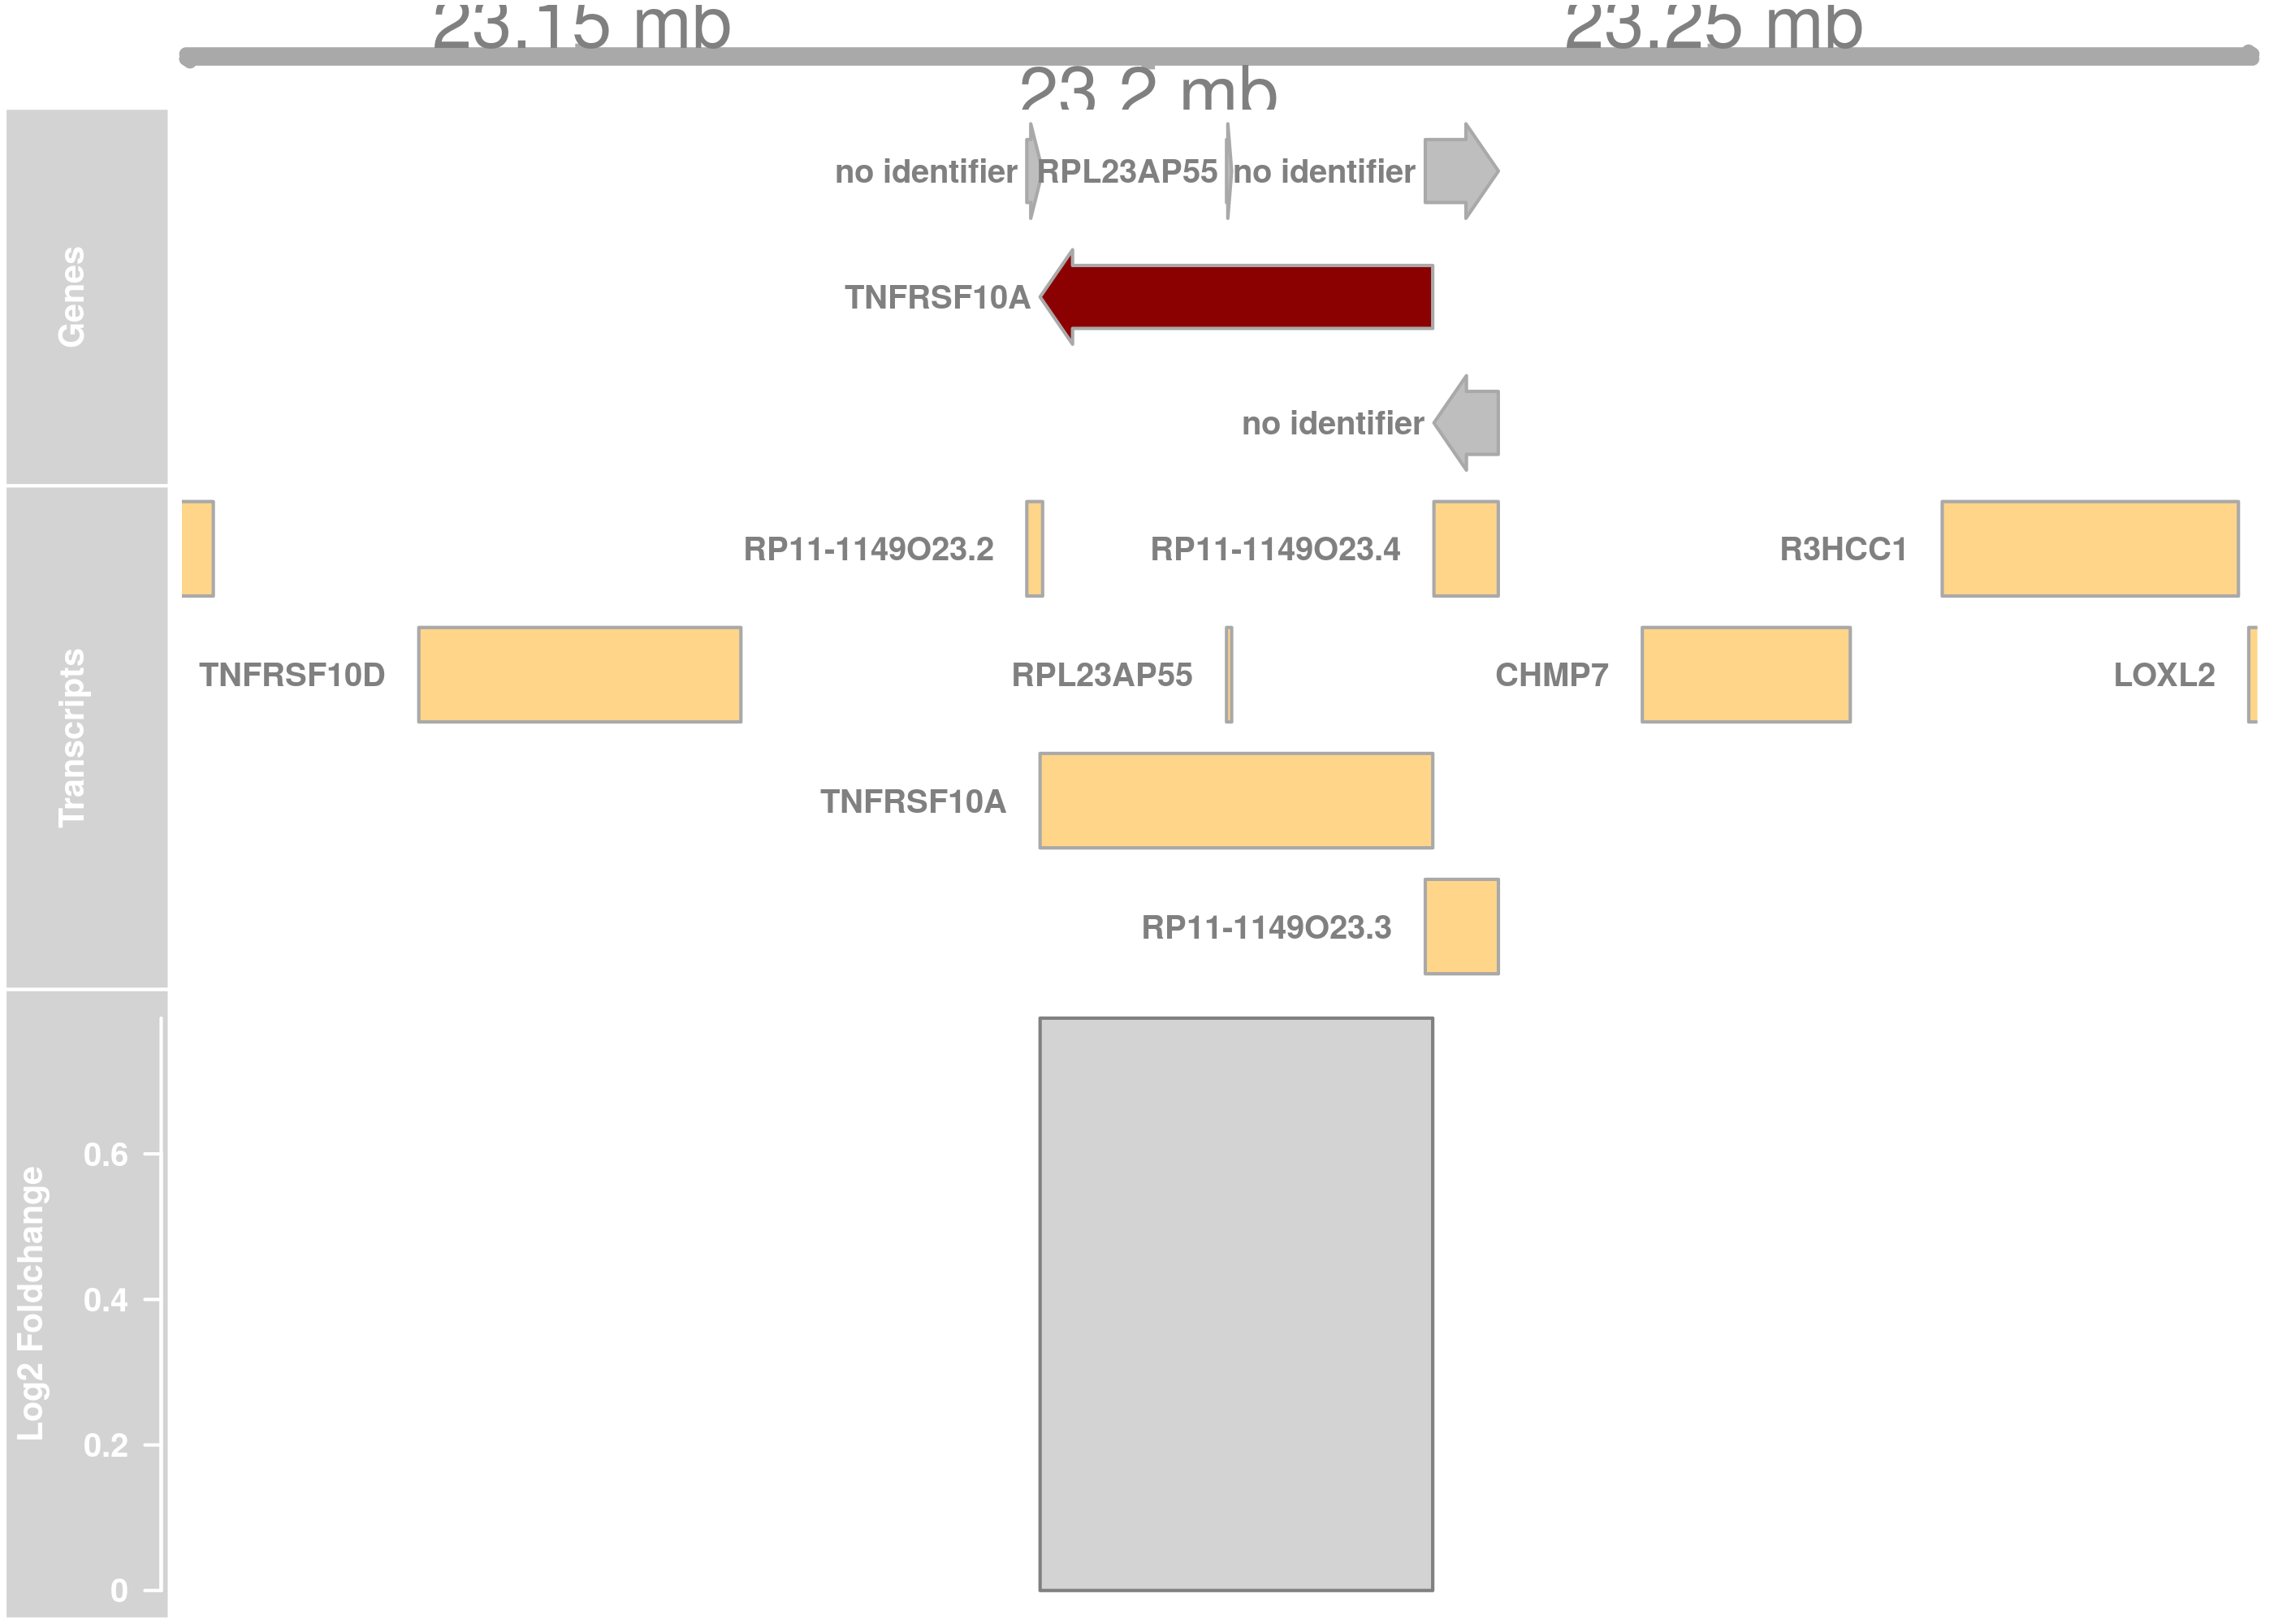 23.15 mb 23.25 mb
23.2 mb
Genes
no identifier RPL23AP55 no identifier
TNFRSF10A
no identifier
Transcripts
RP11-1149O23.2 RP11-1149O23.4 R3HCC1
TNFRSF10D RPL23AP55 CHMP7 LOXL2
TNFRSF10A
RP11-1149O23.3
Log2 Foldchange
0.6
0.4
0.2
0